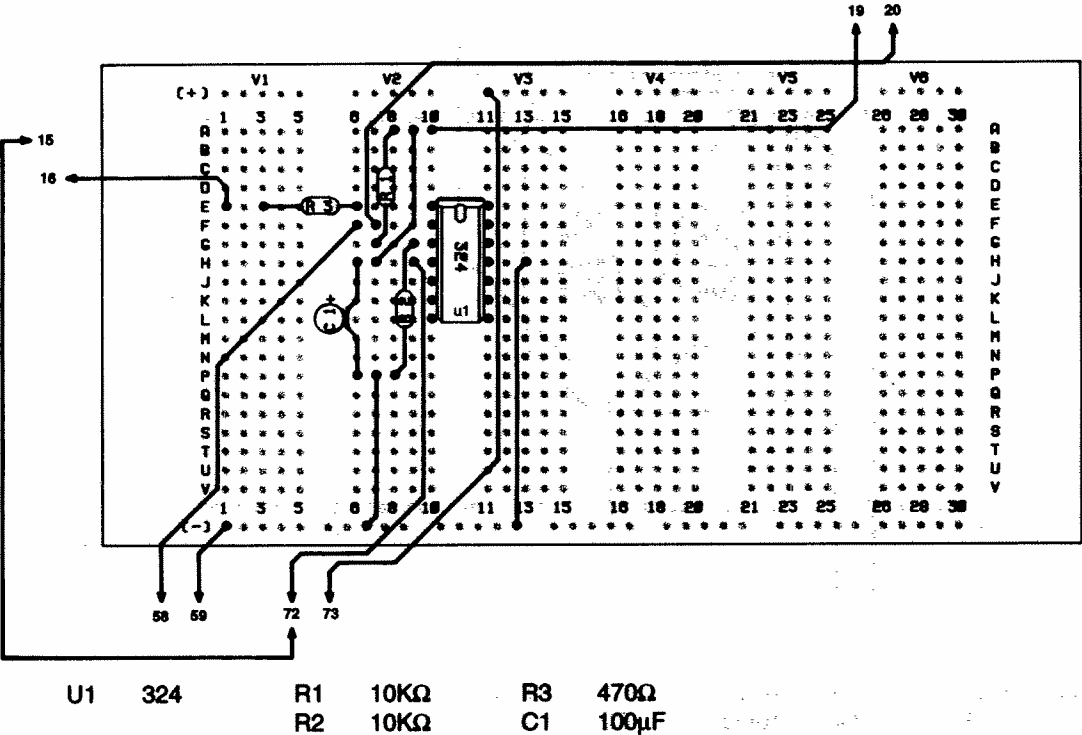 19 20
V1 V2 V3 V4 V5 V6
(+)
1 3 5 6 8 10 11 13 15 16 18 20 21 23 25 26 28 30
A A
15
B B
C C
16
D D
E R 3 E
R 1
F F
G G
324
H H
J J
K K
+
C 1
u1
L L
M M
N N
P P
Q Q
R R
S S
T T
U U
V V
1 3 5 6 8 10 11 13 15 16 18 20 21 23 25 26 28 30
(-)
58 59 72 73
U1 324 R1 10KΩ R3 470Ω
R2 10KΩ C1 100µF